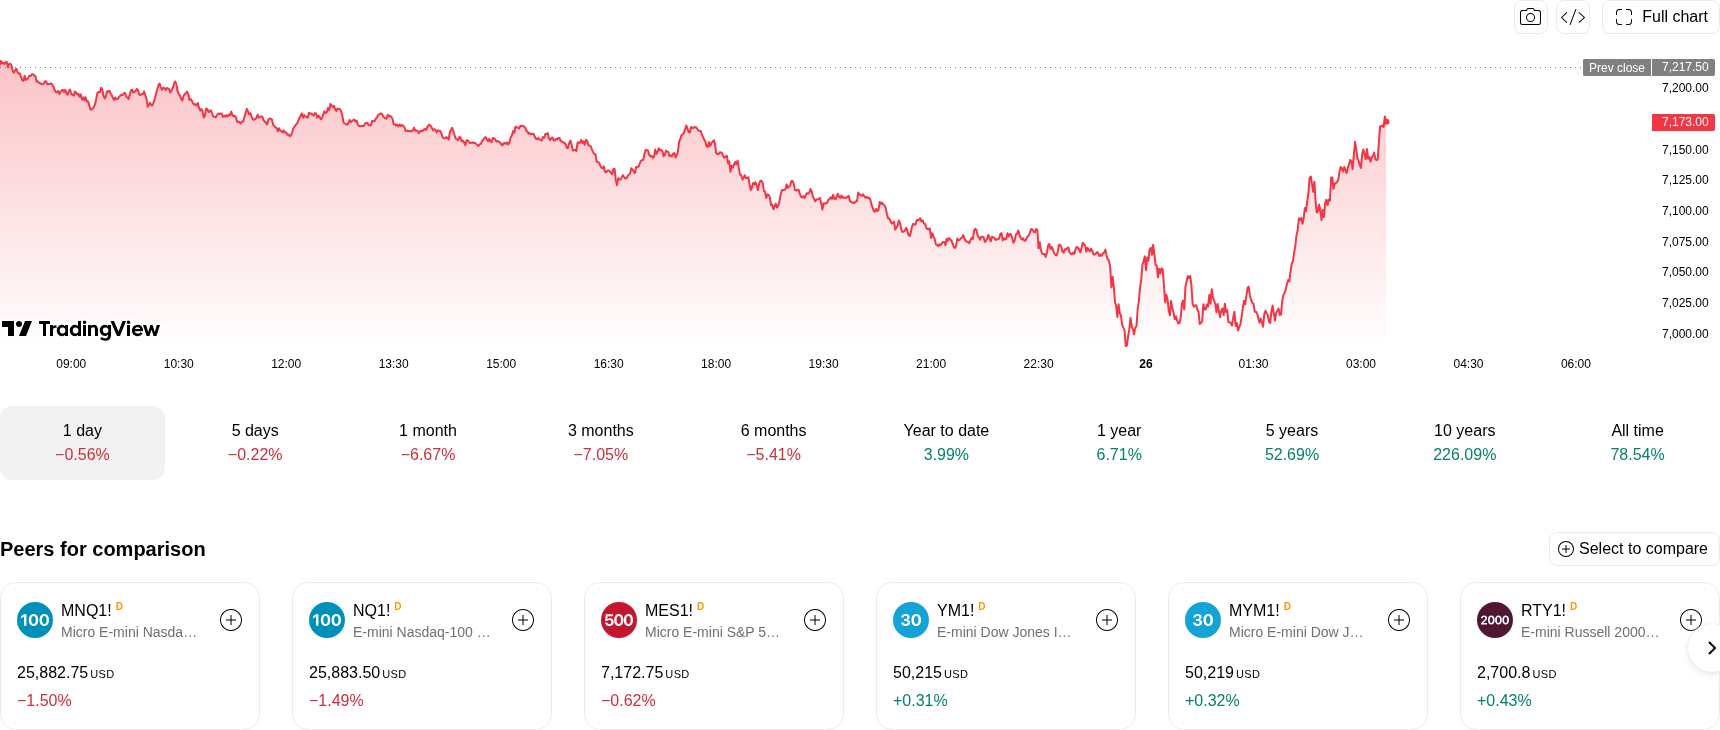 Full chart
Prev close 7,217.50
7,200.00
7,173.00
7,150.00
7,125.00
7,100.00
7,075.00
7,050.00
7,025.00
7,000.00
TradingView
09:00 10:30 12:00 13:30 15:00 16:30 18:00 19:30 21:00 22:30 26 01:30 03:00 04:30 06:00
1 day 5 days 1 month 3 months 6 months Year to date 1 year 5 years 10 years All time
−0.56% −0.22% −6.67% −7.05% −5.41% 3.99% 6.71% 52.69% 226.09% 78.54%
Peers for comparison
Select to compare
100 MNQ1! D
Micro E-mini Nasda…
25,882.75 USD
−1.50%
100 NQ1! D
E-mini Nasdaq-100 …
25,883.50 USD
−1.49%
500 MES1! D
Micro E-mini S&P 5…
7,172.75 USD
−0.62%
30 YM1! D
E-mini Dow Jones I…
50,215 USD
+0.31%
30 MYM1! D
Micro E-mini Dow J…
50,219 USD
+0.32%
2000 RTY1! D
E-mini Russell 2000…
2,700.8 USD
+0.43%